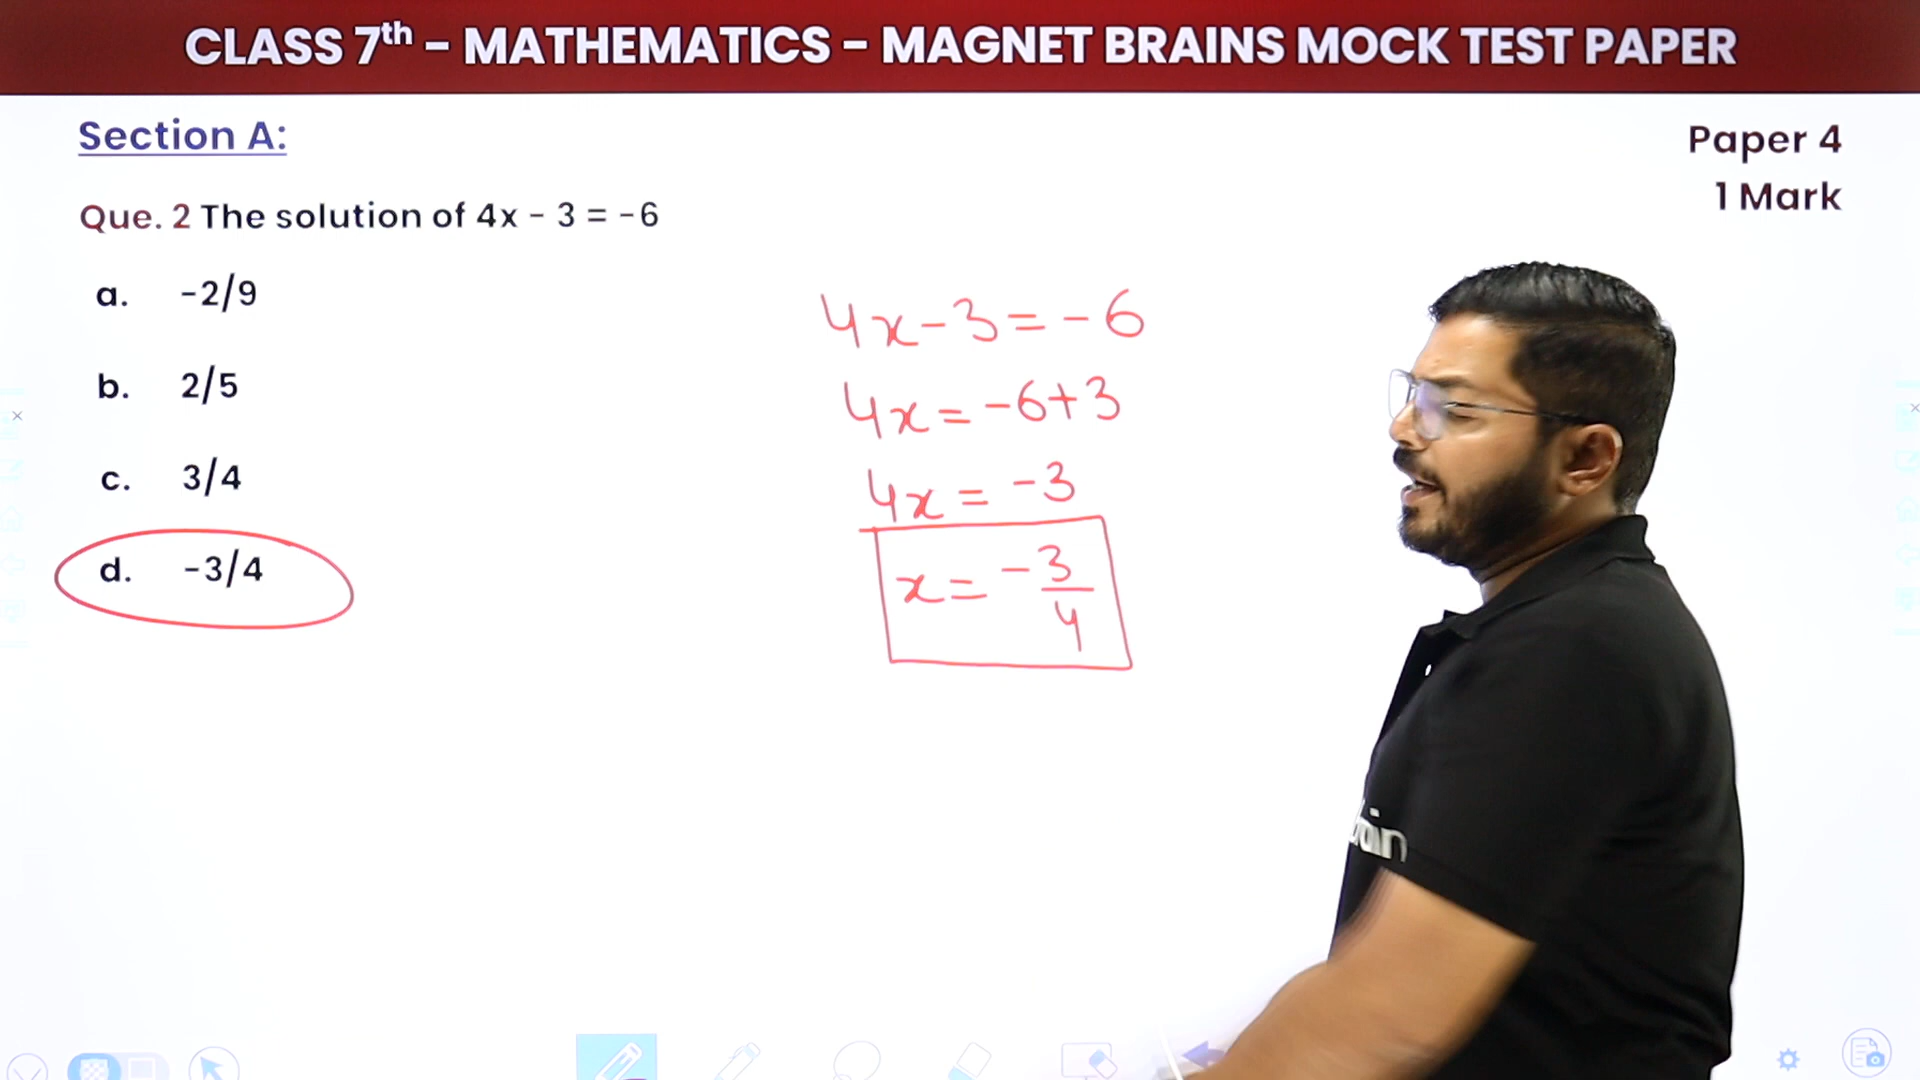 CLASS 7th – MATHEMATICS – MAGNET BRAINS MOCK TEST PAPER
Section A:
Paper 4
1 Mark
Que. 2 The solution of 4x - 3 = -6
a. -2/9
b. 2/5
c. 3/4
d. -3/4
4x-3=-6
4x=-6+3
4x=-3
x=-3/4